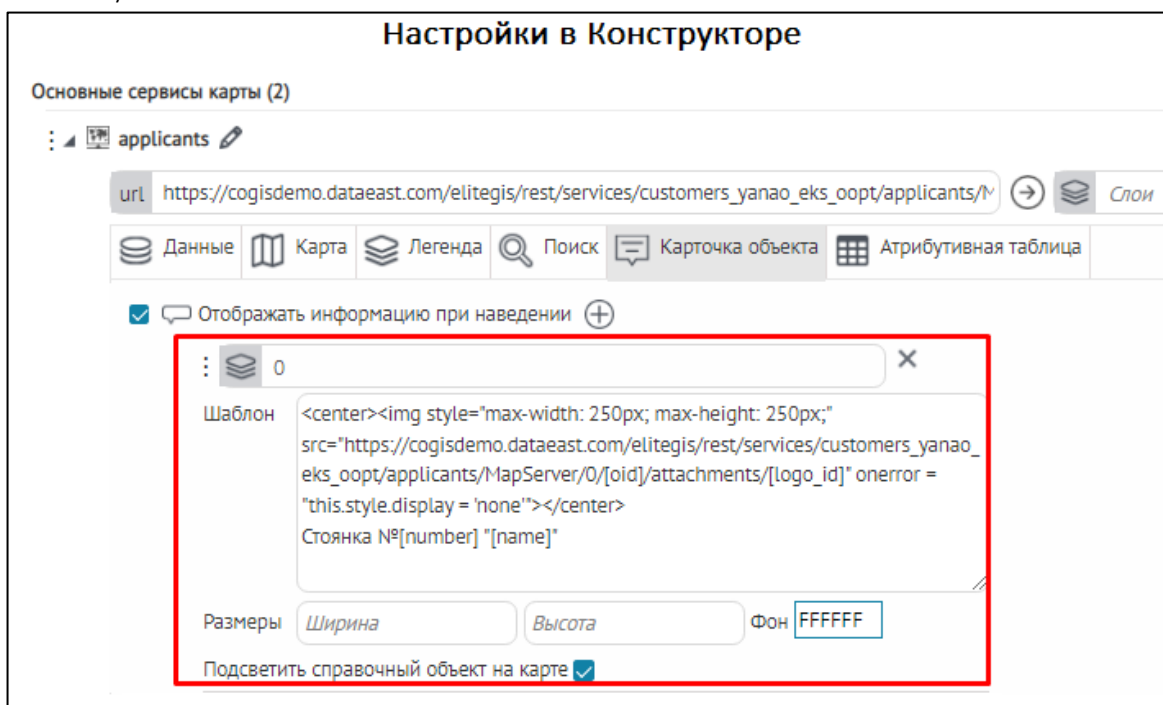 Настройки в Конструкторе
Основные сервисы карты (2)
applicants
url https://cogisdemo.dataeast.com/elitegis/rest/services/customers_yanao_eks_oopt/applicants/M Слои
Данные Карта Легенда Поиск Карточка объекта Атрибутивная таблица
Отображать информацию при наведении
0
Шаблон <center><img style="max-width: 250px; max-height: 250px;"
src="https://cogisdemo.dataeast.com/elitegis/rest/services/customers_yanao_
eks_oopt/applicants/MapServer/0/[oid]/attachments/[logo_id]" onerror =
"this.style.display = 'none'"></center>
Стоянка №[number] "[name]"
Размеры Ширина Высота Фон FFFFFF
Подсветить справочный объект на карте